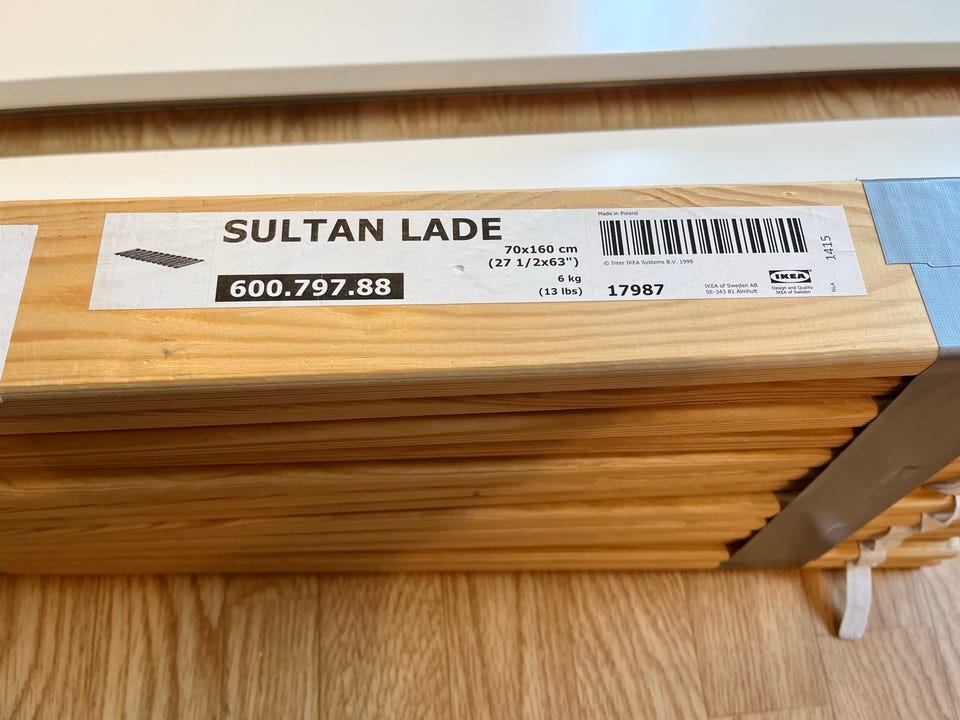 SULTAN LADE
70x160 cm
(27 1/2x63")
600.797.88
6 kg
(13 lbs)
Made in Poland
© Inter IKEA Systems B.V. 1999
17987
IKEA of Sweden AB
SE-343 81 Älmhult
IKEA
Design and Quality
IKEA of Sweden
1415
NLA